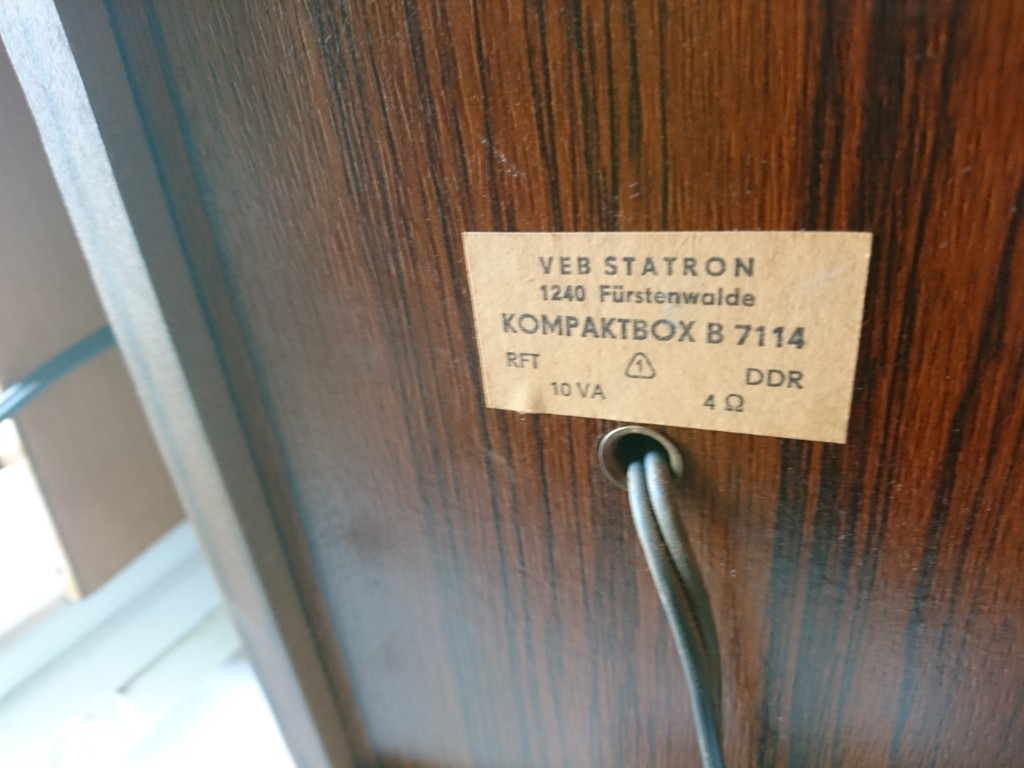 VEB STATRON
1240 Fürstenwalde
KOMPAKTBOX B 7114
RFT 1 DDR
10 VA 4 Ω